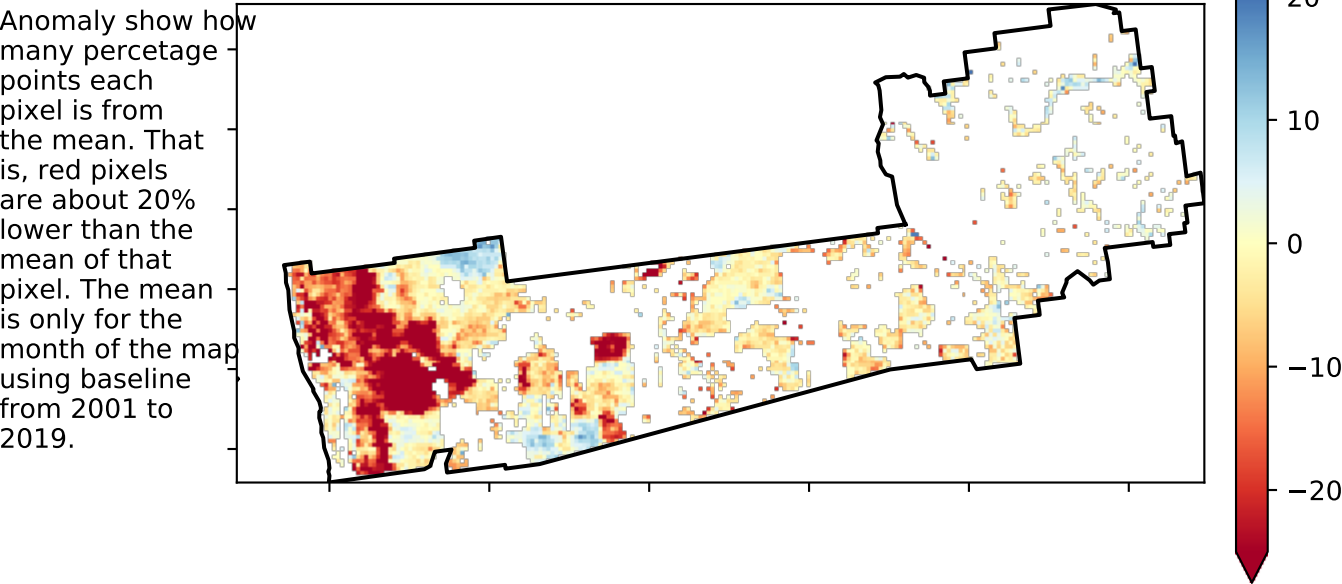 Anomaly show how
many percetage
points each
pixel is from
the mean. That
is, red pixels
are about 20%
lower than the
mean of that
pixel. The mean
is only for the
month of the map
using baseline
from 2001 to
2019.
20
10
0
−10
−20